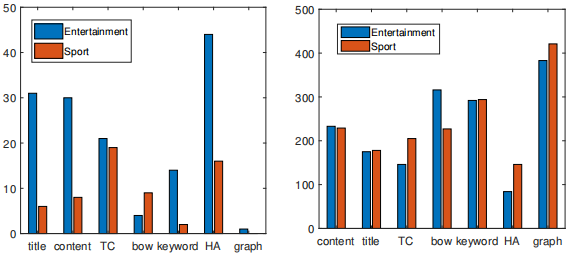 50
40
30
20
10
0
Entertainment
Sport
title content TC bow keyword HA graph
500
400
300
200
100
0
Entertainment
Sport
content title TC bow keyword HA graph